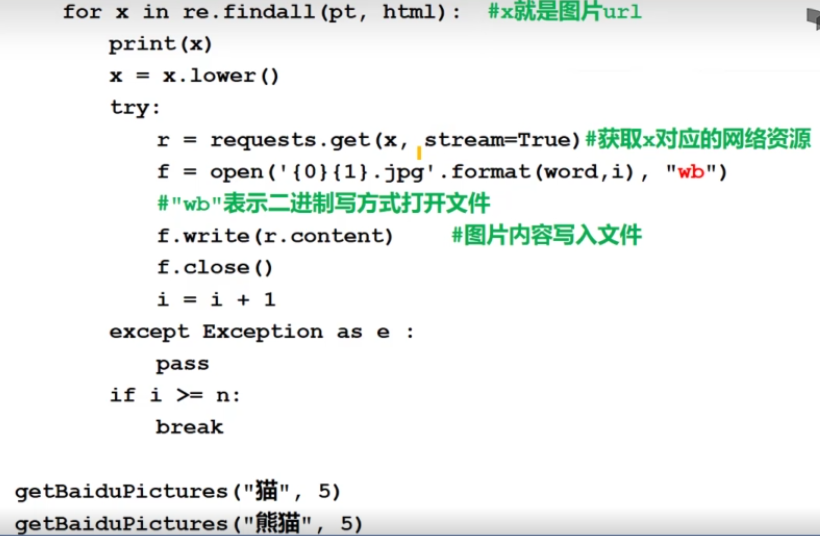 for x in re.findall(pt, html):  #x就是图片url
print(x)
x = x.lower()
try:
r = requests.get(x, stream=True)#获取x对应的网络资源
f = open('{0}{1}.jpg'.format(word,i), "wb")
#"wb"表示二进制写方式打开文件
f.write(r.content)    #图片内容写入文件
f.close()
i = i + 1
except Exception as e :
pass
if i >= n:
break
getBaiduPictures("猫", 5)
getBaiduPictures("熊猫", 5)